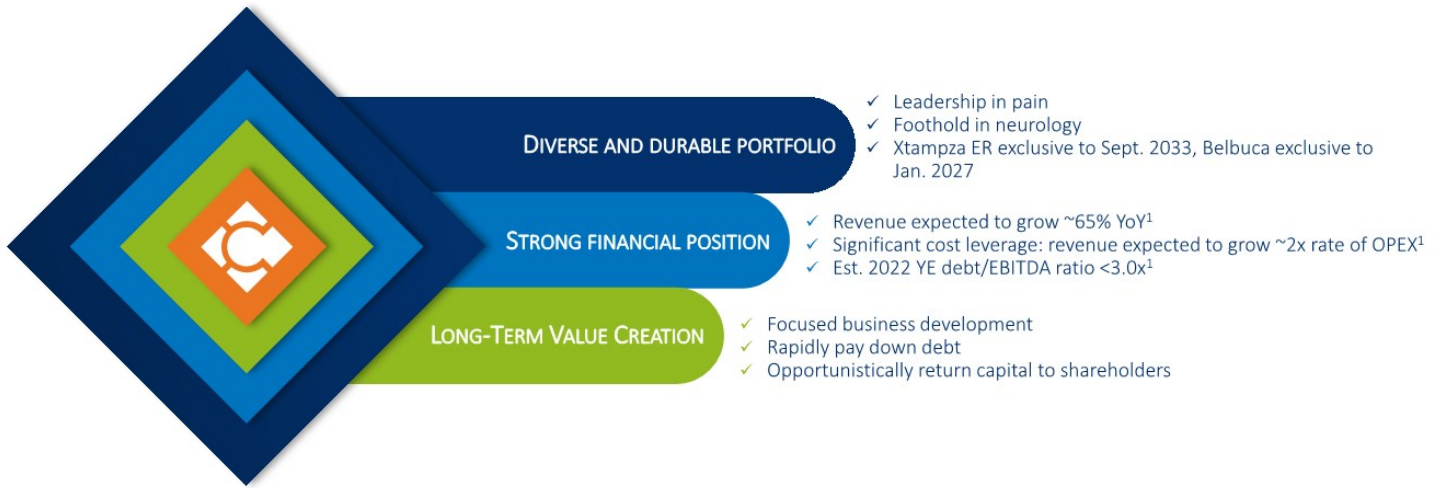 DIVERSE AND DURABLE PORTFOLIO
✓ Leadership in pain
✓ Foothold in neurology
✓ Xtampza ER exclusive to Sept. 2033, Belbuca exclusive to
Jan. 2027
STRONG FINANCIAL POSITION
✓ Revenue expected to grow ~65% YoY¹
✓ Significant cost leverage: revenue expected to grow ~2x rate of OPEX¹
✓ Est. 2022 YE debt/EBITDA ratio <3.0x¹
LONG-TERM VALUE CREATION
✓ Focused business development
✓ Rapidly pay down debt
✓ Opportunistically return capital to shareholders